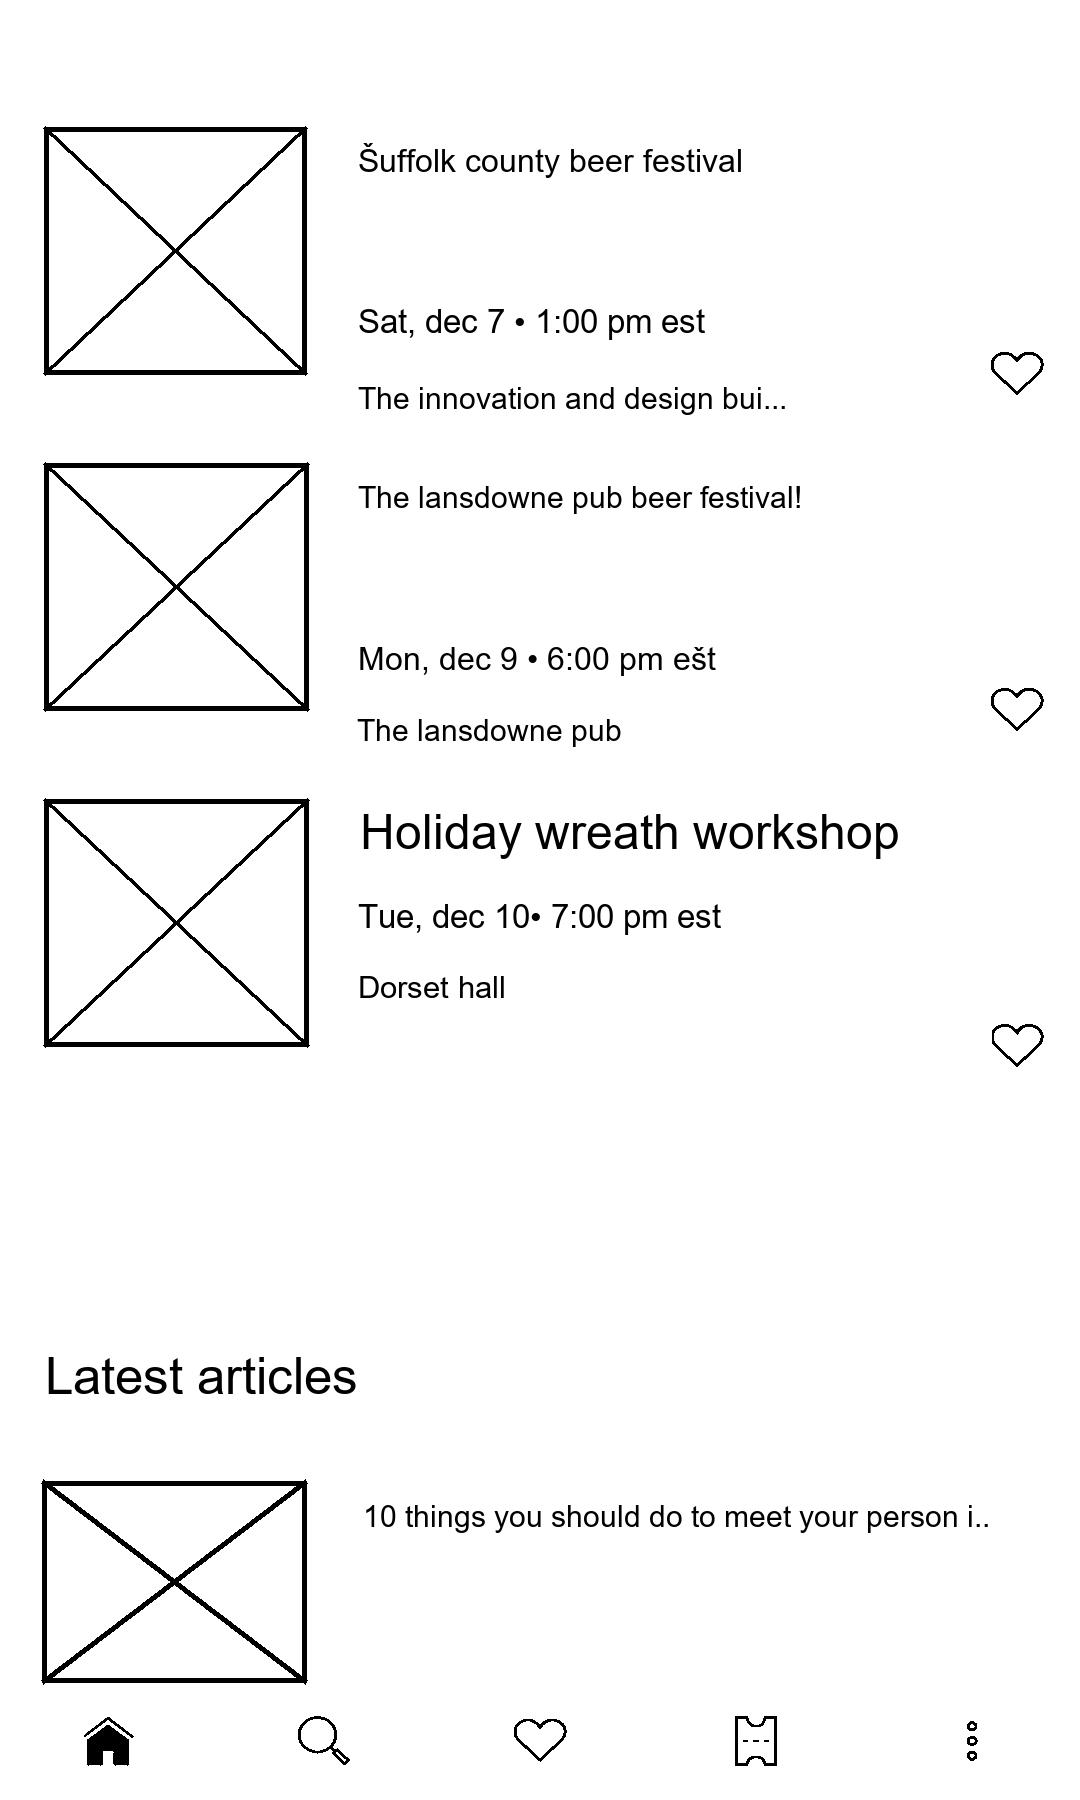 Šuffolk county beer festival
Sat, dec 7 • 1:00 pm est
The innovation and design bui...
The lansdowne pub beer festival!
Mon, dec 9 • 6:00 pm ešt
The lansdowne pub
Holiday wreath workshop
Tue, dec 10• 7:00 pm est
Dorset hall
Latest articles
10 things you should do to meet your person i..